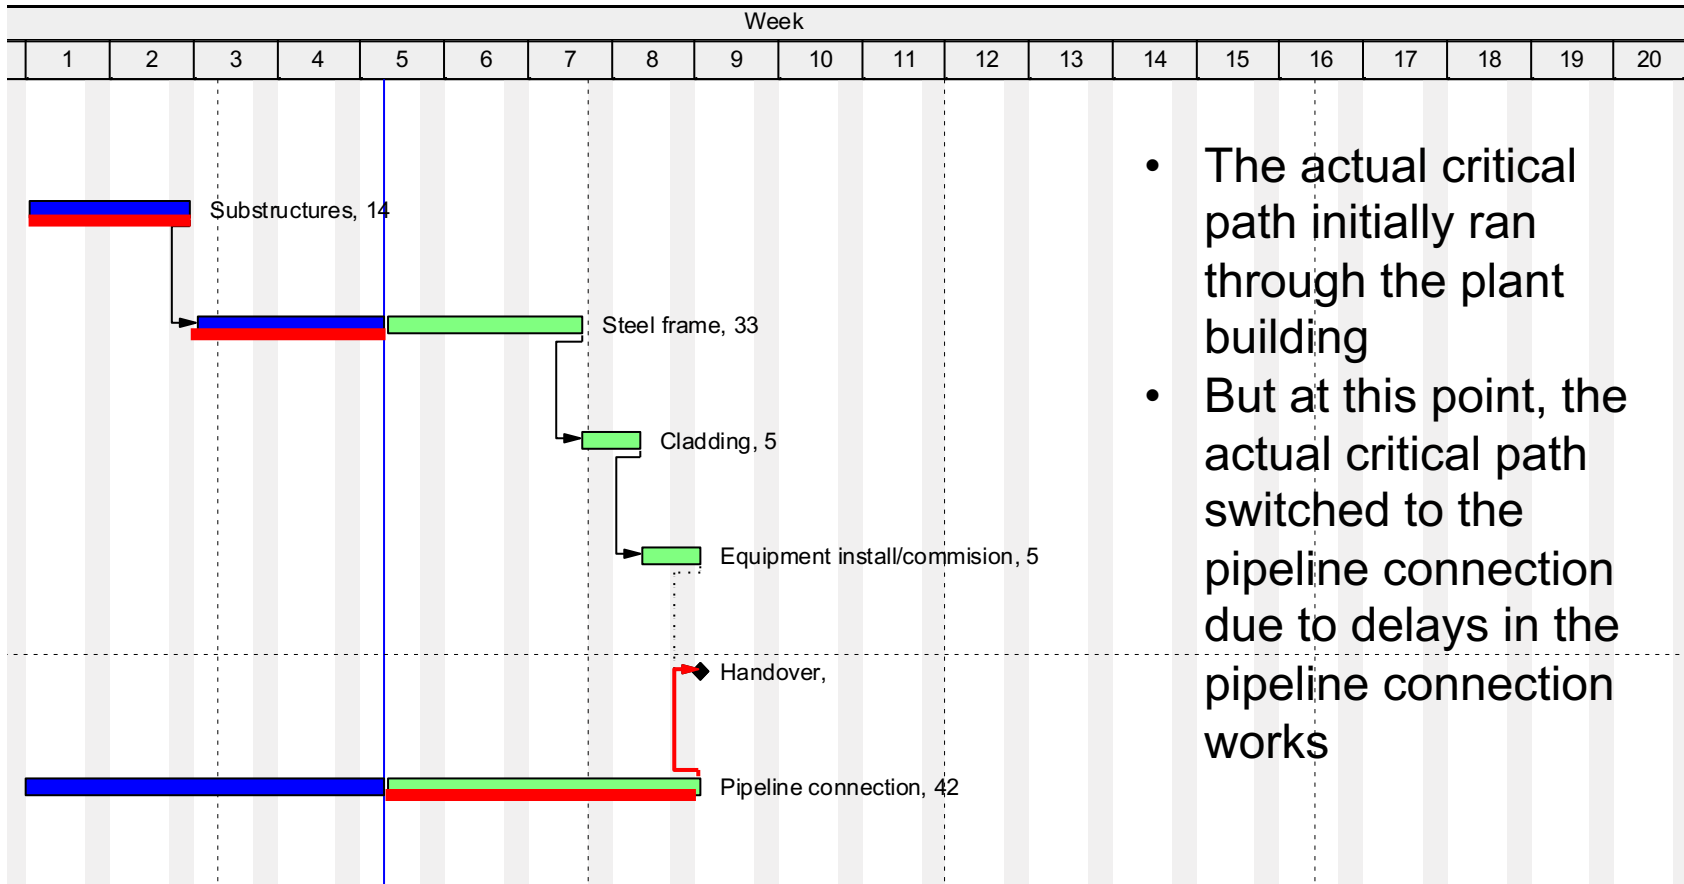 Week
1 2 3 4 5 6 7 8 9 10 11 12 13 14 15 16 17 18 19 20
• The actual critical
path initially ran
through the plant
building
• But at this point, the
actual critical path
switched to the
pipeline connection
due to delays in the
pipeline connection
works
Substructures, 14
Steel frame, 33
Cladding, 5
Equipment install/commision, 5
Handover,
Pipeline connection, 42